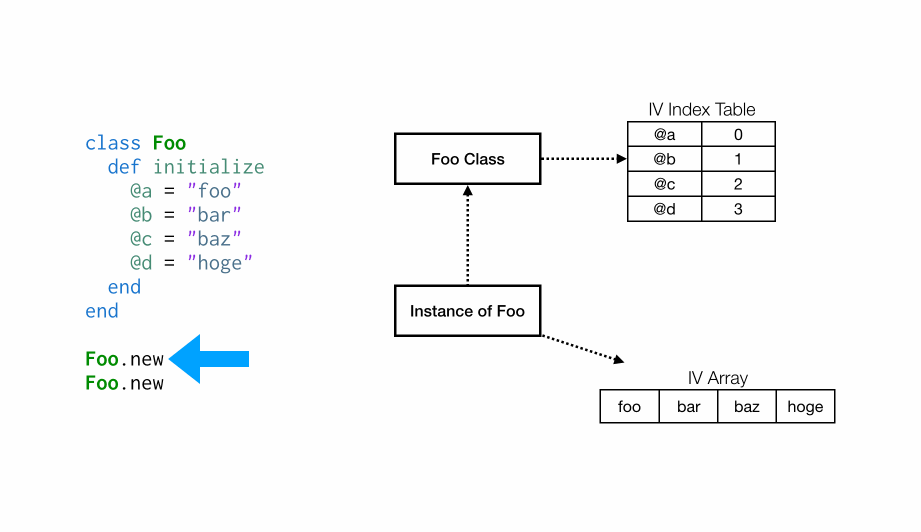 class Foo
  def initialize
    @a = "foo"
    @b = "bar"
    @c = "baz"
    @d = "hoge"
  end
end
Foo.new
Foo.new
Foo Class
Instance of Foo
IV Index Table
@a 0
@b 1
@c 2
@d 3
IV Array
foo bar baz hoge